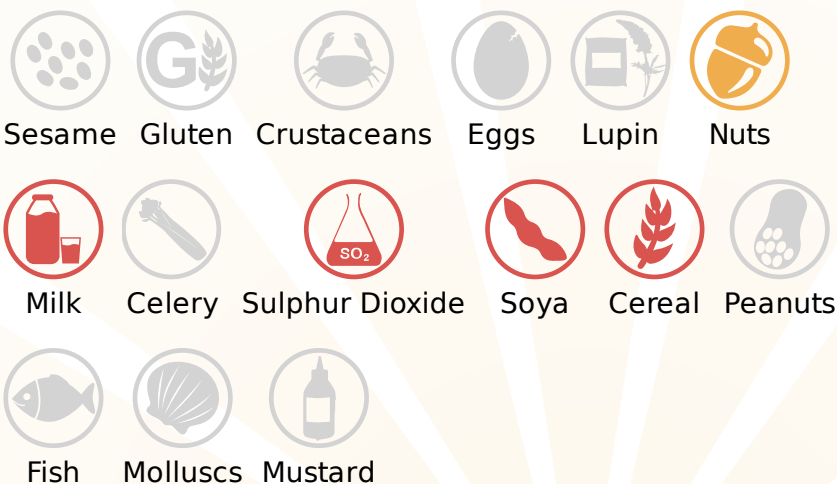 G
Sesame Gluten Crustaceans Eggs Lupin Nuts
SO₂
Milk Celery Sulphur Dioxide Soya Cereal Peanuts
Fish Molluscs Mustard